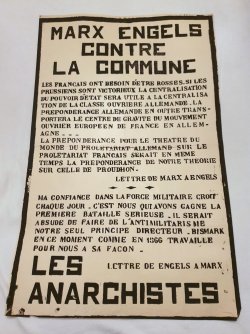 MARX ENGELS
CONTRE
LA COMMUNE
LES FRANÇAIS ONT BESOIN D'ETRE ROSSES. SI LES
PRUSSIENS SONT VICTORIEUX LA CENTRALISATION
DU POUVOIR D'ETAT SERA UTILE A LA CENTRALISA
TION DE LA CLASSE OUVRIERE ALLEMANDE. LA
PREPONDERANCE ALLEMANDE EN OUTRE TRANS-
PORTERA LE CENTRE DE GRAVITE DU MOUVEMENT
OUVRIER EUROPEEN DE FRANCE EN ALLEM-
AGNE ---
LA PREPONDERANCE POUR LE THEATRE DU
MONDE DU PROLETARIAT ALLEMAND SUR LE
PROLETARIAT FRANÇAIS SERAIT EN MEME
TEMPS LA PREPONDERANCE DE NOTRE THEORIE
SUR CELLE DE PROUDHON.
LETTRE DE MARX A ENGELS
MA CONFIANCE DANS LA FORCE MILITAIRE CROIT
CHAQUE JOUR. C'EST NOUS QUI AVONS GAGNE LA
PREMIERE BATAILLE SERIEUSE. IL SERAIT
ABSURDE DE FAIRE DE L'ANTIMILITARISME
NOTRE SEUL PRINCIPE DIRECTEUR. BISMARK
EN CE MOMENT COMME EN 1866 TRAVAILLE
POUR NOUS A SA FAÇON -
LES
LETTRE DE ENGELS A MARX
ANARCHISTES